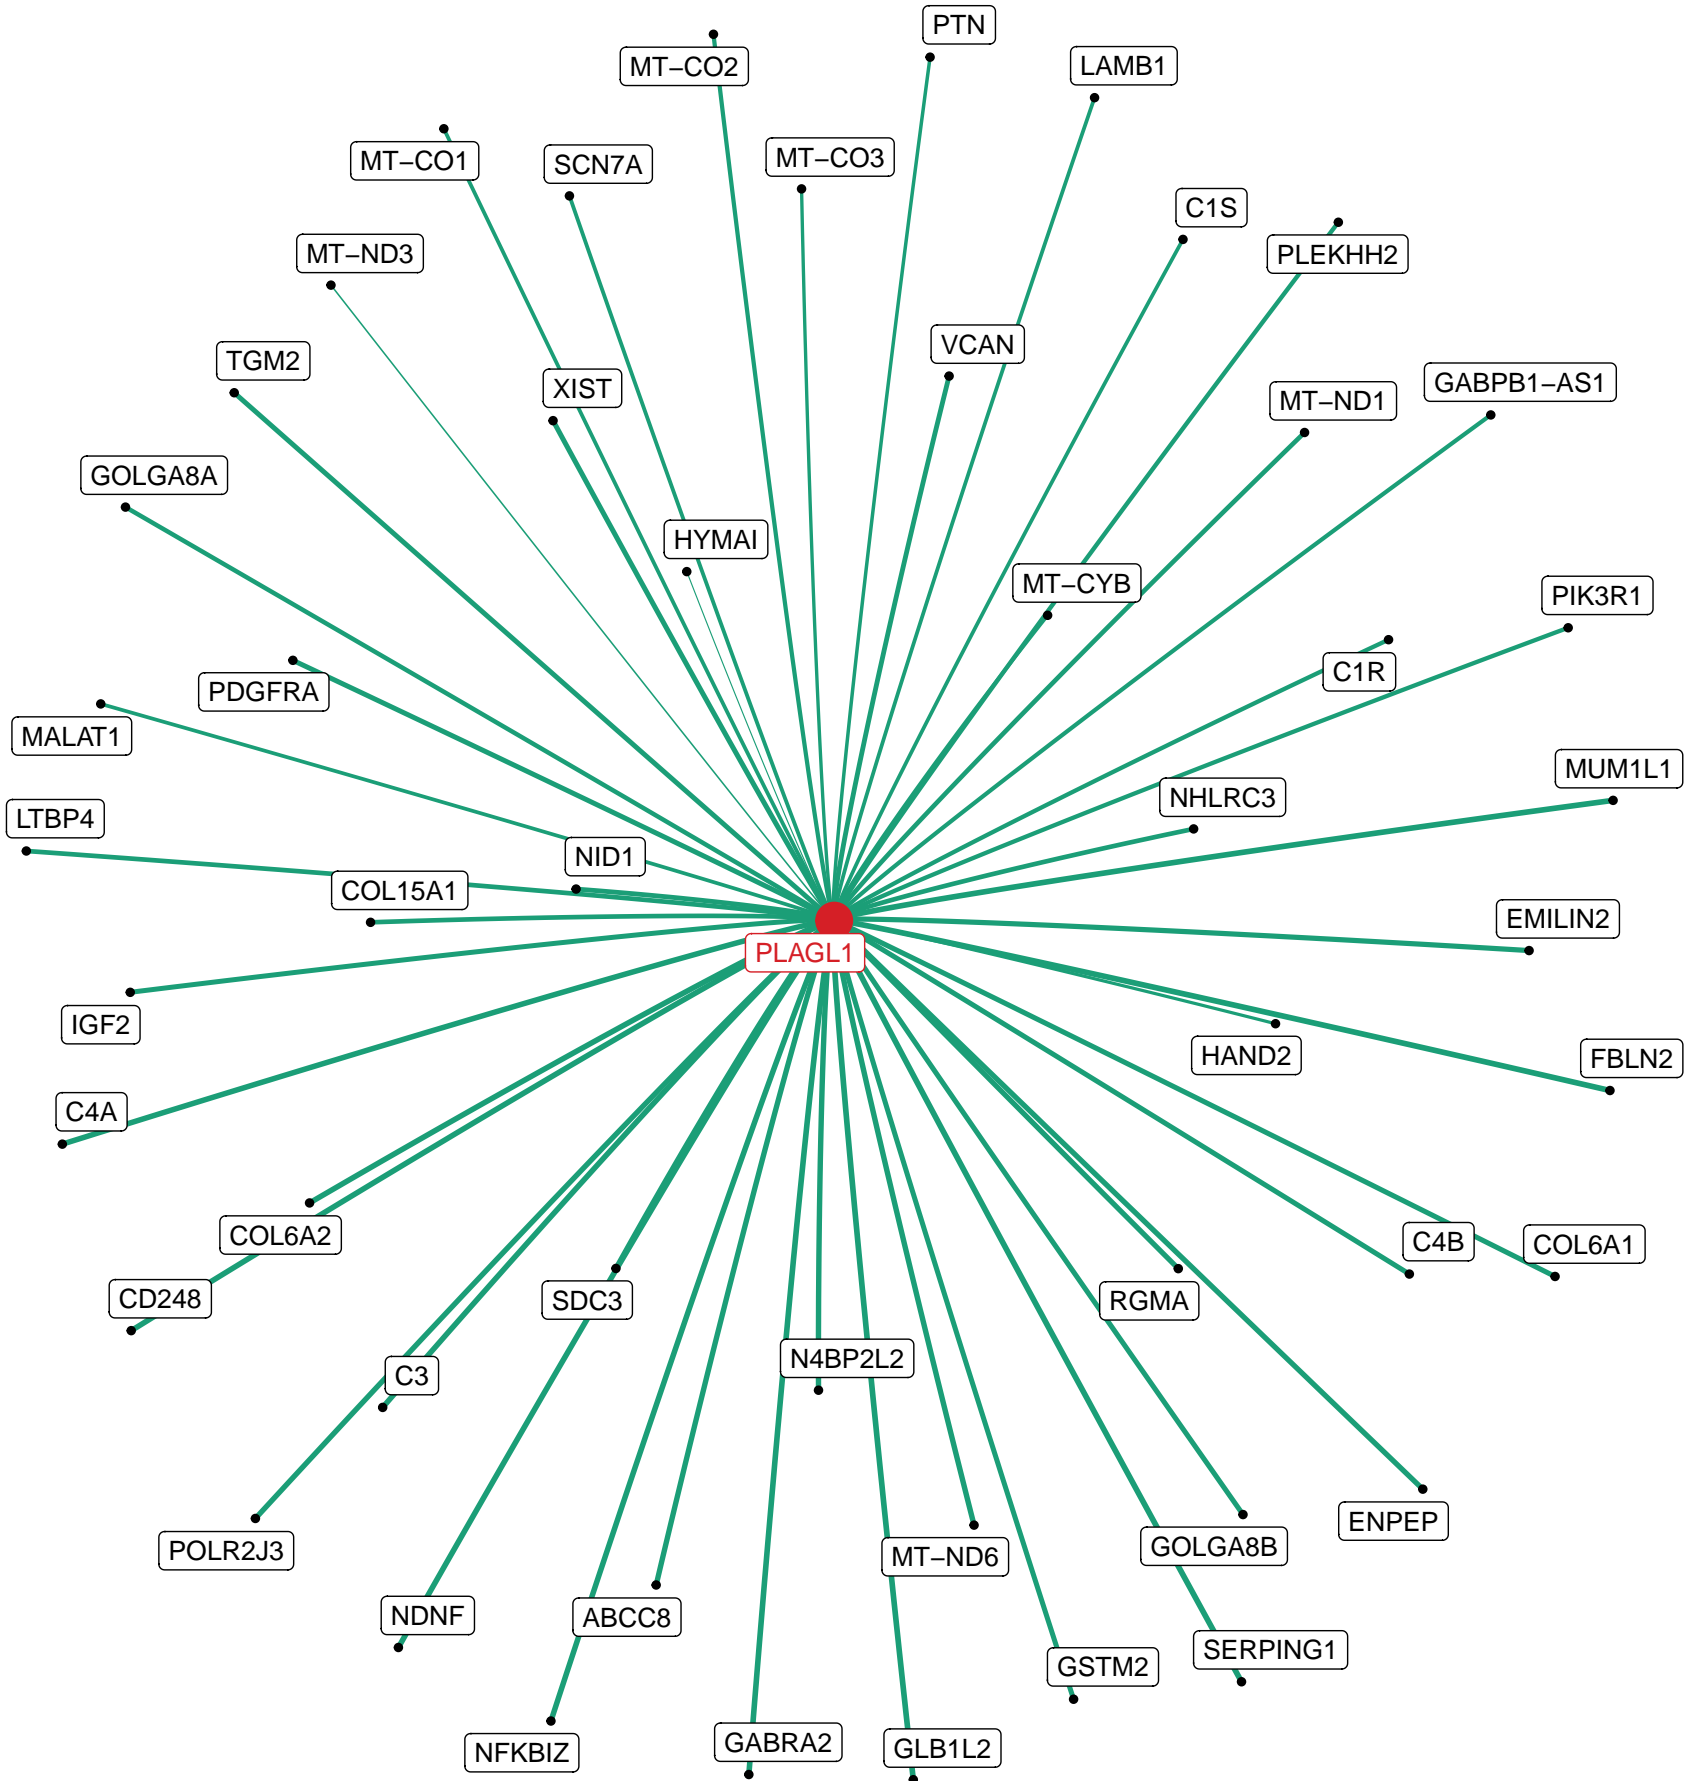 PTN
MT−CO2
LAMB1
MT−CO1
SCN7A
MT−CO3
C1S
MT−ND3
PLEKHH2
TGM2
XIST
VCAN
GABPB1−AS1
MT−ND1
GOLGA8A
HYMAI
MT−CYB
PIK3R1
C1R
PDGFRA
MALAT1
MUM1L1
NHLRC3
LTBP4
NID1
COL15A1
EMILIN2
PLAGL1
IGF2
HAND2
FBLN2
C4A
COL6A2
C4B
COL6A1
CD248
SDC3
RGMA
N4BP2L2
C3
ENPEP
POLR2J3
GOLGA8B
MT−ND6
NDNF
ABCC8
SERPING1
GSTM2
GABRA2
GLB1L2
NFKBIZ